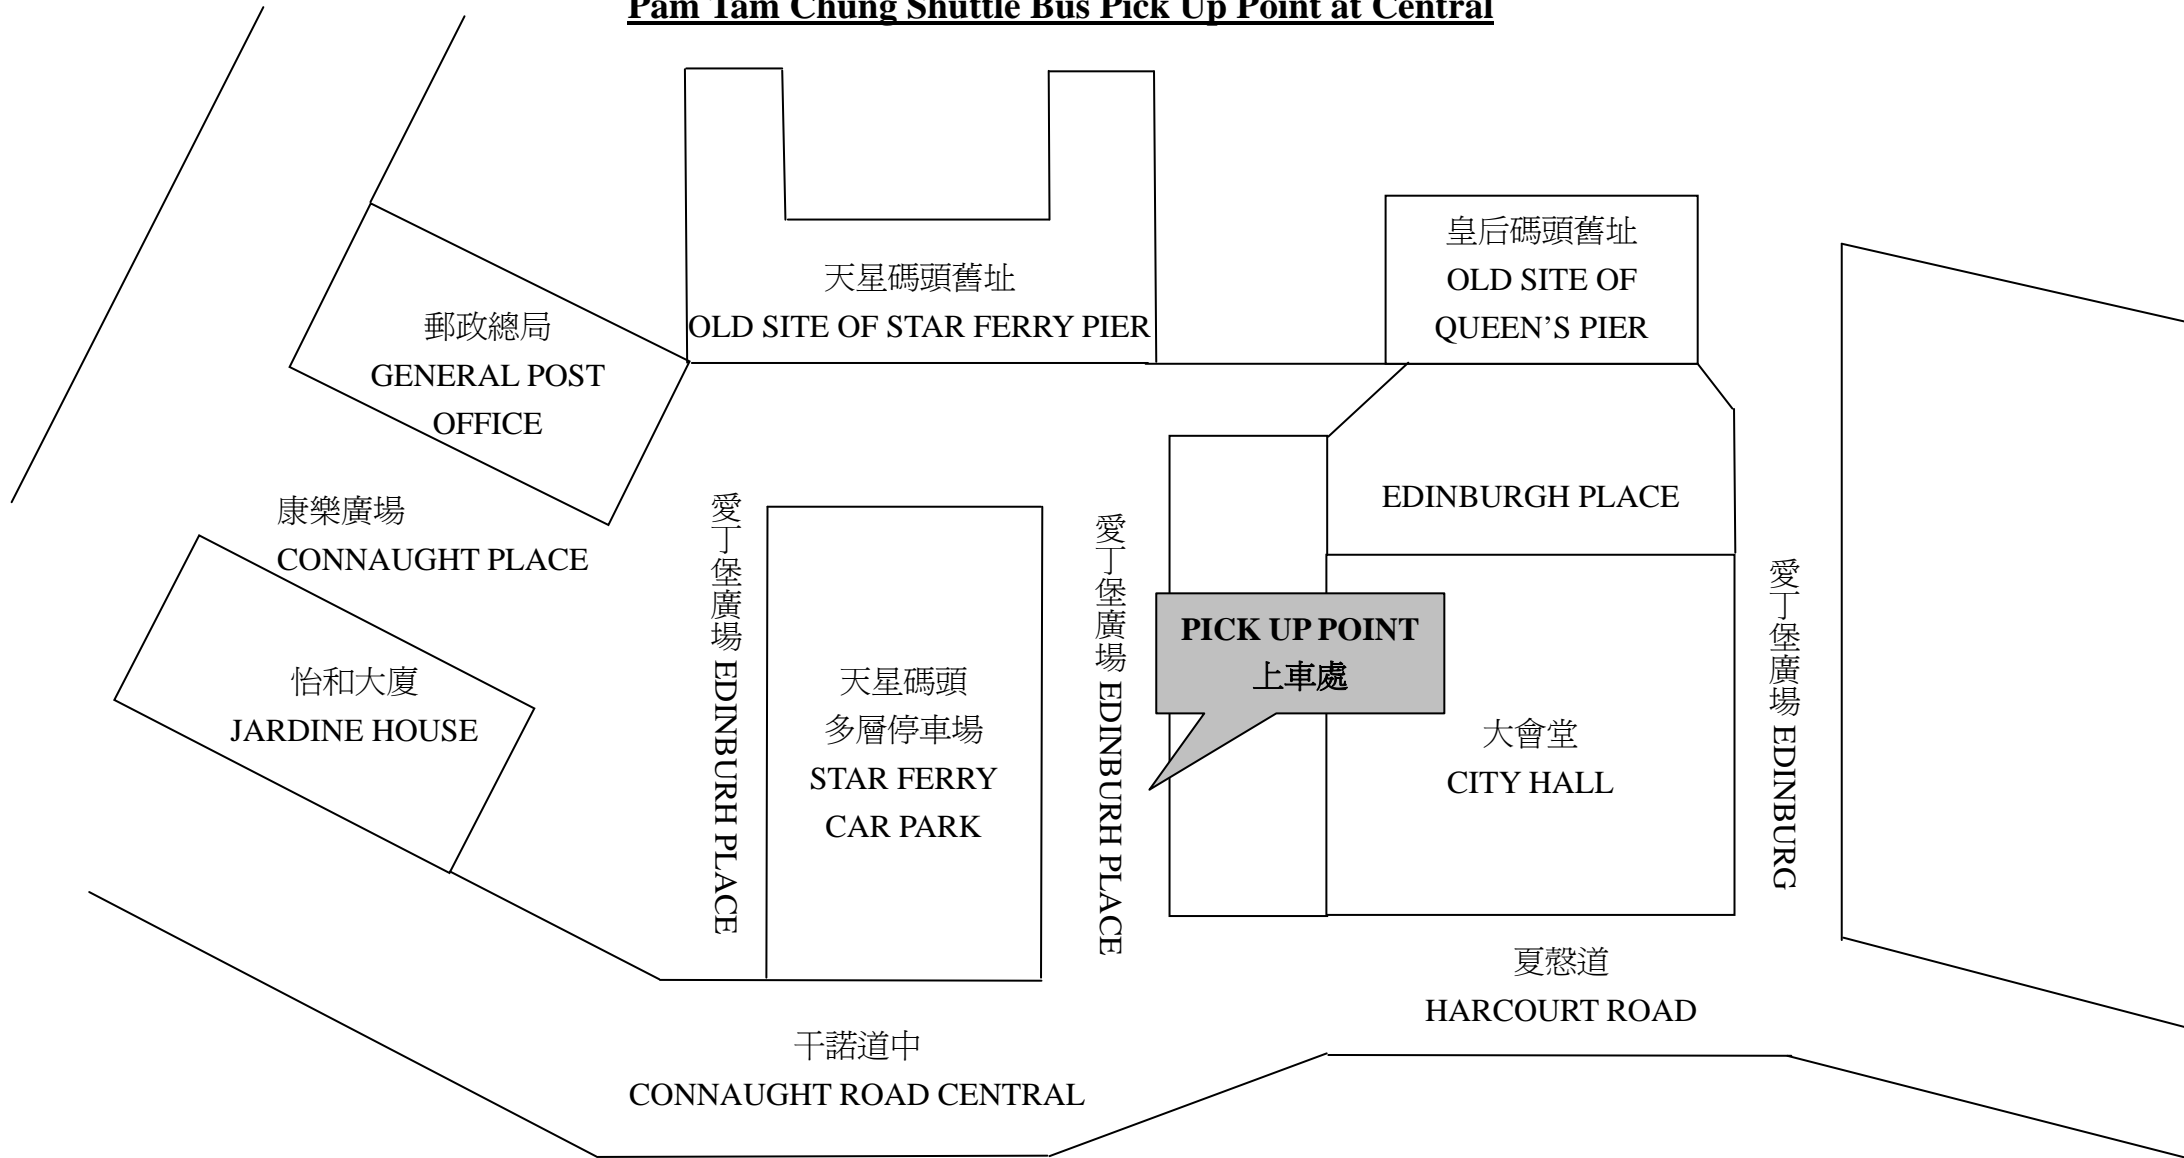 Pam Tam Chung Shuttle Bus Pick Up Point at Central
皇后碼頭舊址
OLD SITE OF
QUEEN'S PIER
天星碼頭舊址
OLD SITE OF STAR FERRY PIER
郵政總局
GENERAL POST
OFFICE
康樂廣場
CONNAUGHT PLACE
EDINBURGH PLACE
愛丁堡廣場 EDINBURH PLACE
愛丁堡廣場 EDINBURH PLACE
愛丁堡廣場 EDINBURG
PICK UP POINT
上車處
怡和大廈
JARDINE HOUSE
天星碼頭
多層停車場
STAR FERRY
CAR PARK
大會堂
CITY HALL
夏慤道
HARCOURT ROAD
干諾道中
CONNAUGHT ROAD CENTRAL